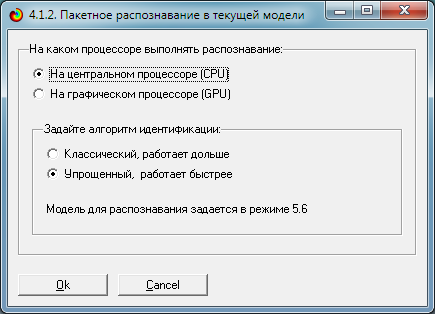 4.1.2. Пакетное распознавание в текущей модели
На каком процессоре выполнять распознавание:
На центральном процессоре (CPU)
На графическом процессоре (GPU)
Задайте алгоритм идентификации:
Классический, работает дольше
Упрощенный,  работает быстрее
Модель для распознавания задается в режиме 5.6
Ok Cancel